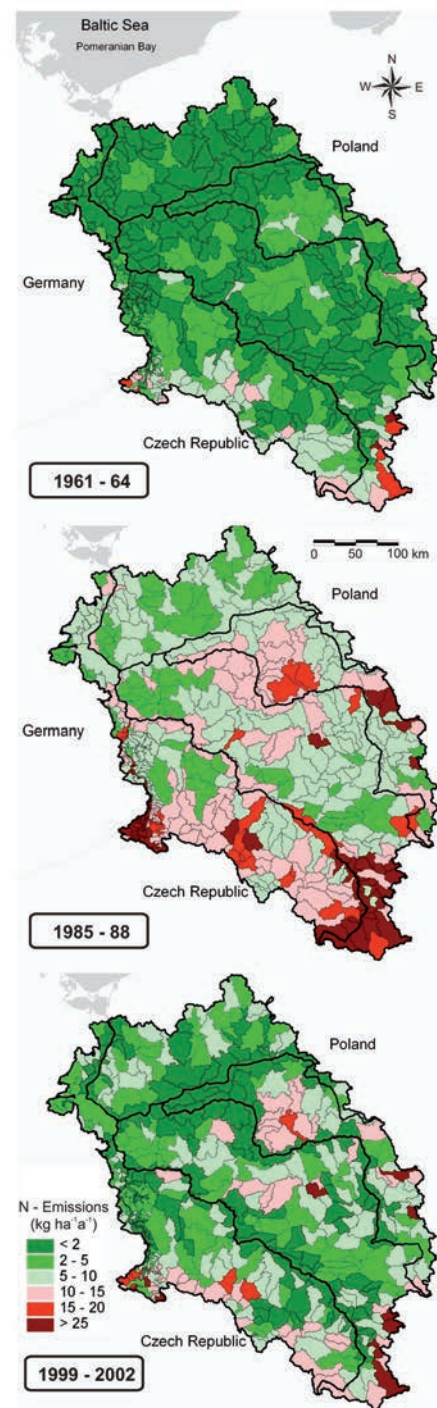 Baltic Sea
Pomeranian Bay
N
W E
S
Poland
Germany
Czech Republic
1961 - 64
0 50 100 km
Poland
Germany
Czech Republic
1985 - 88
Poland
N - Emissions
(kg ha⁻¹a⁻¹)
< 2
2 - 5
5 - 10
10 - 15
15 - 20
> 25
Czech Republic
1999 - 2002